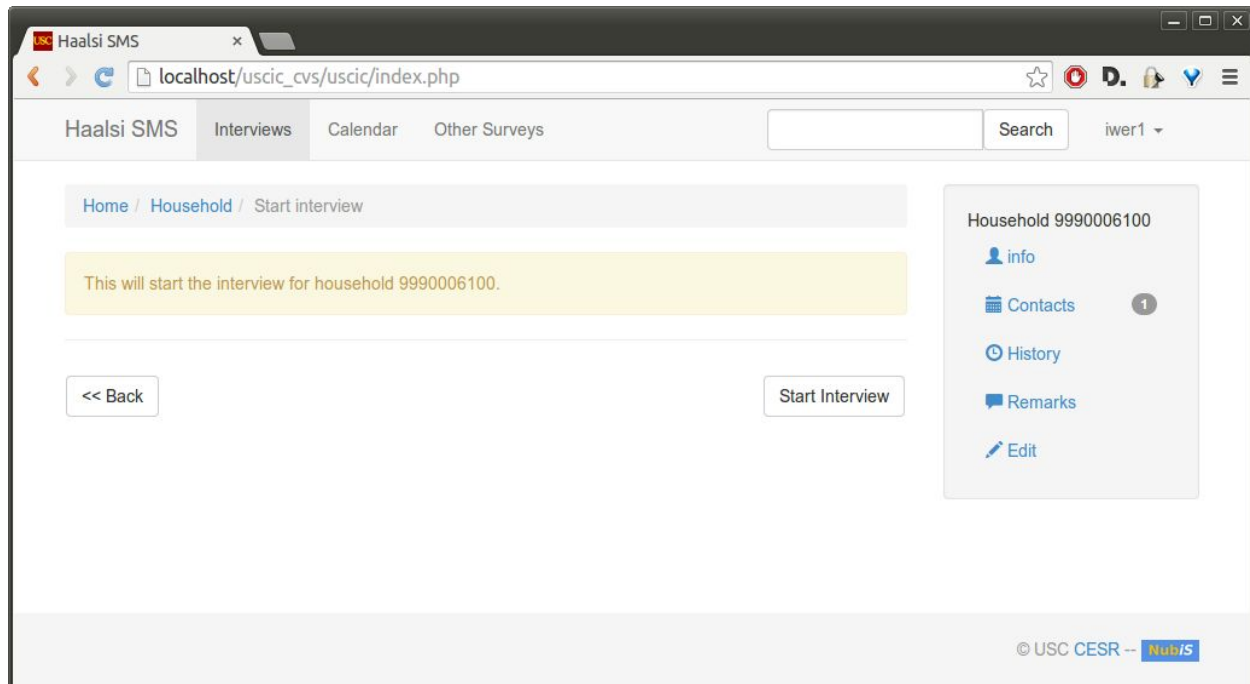 USC Haalsi SMS ×
localhost/uscic_cvs/uscic/index.php D.
Haalsi SMS Interviews Calendar Other Surveys Search iwer1
Home / Household / Start interview
This will start the interview for household 9990006100.
<< Back Start Interview
Household 9990006100
info
Contacts 1
History
Remarks
Edit
© USC CESR -- NubiS